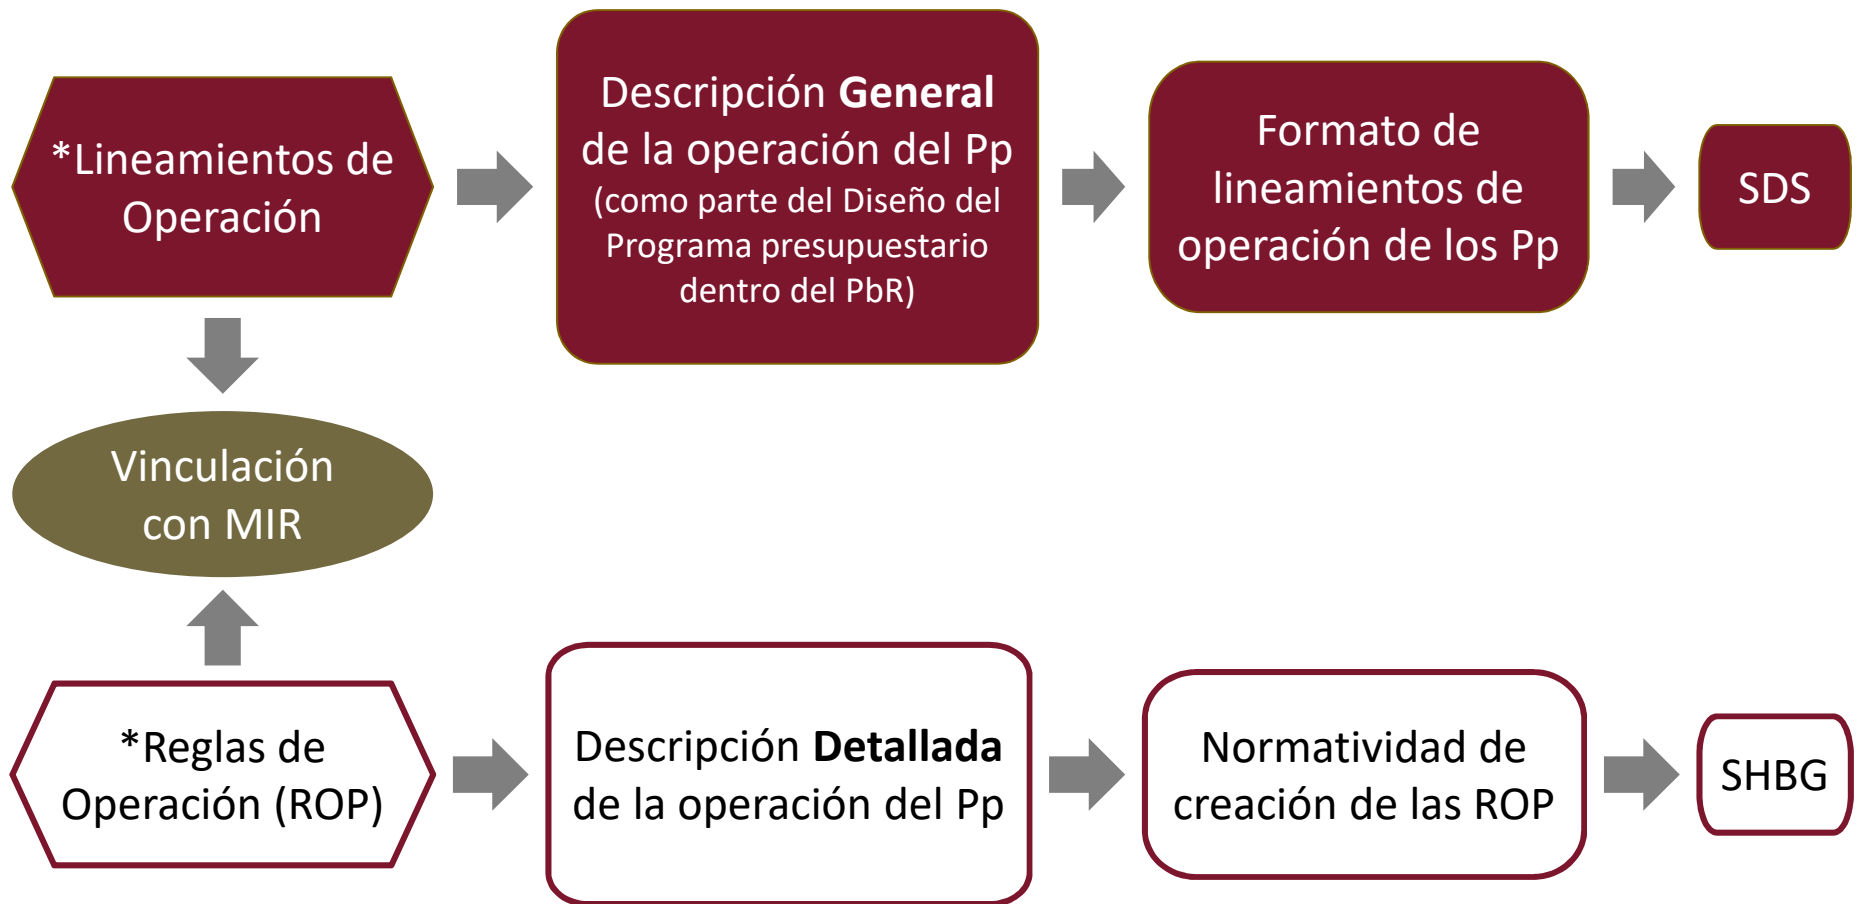 *Lineamientos de
Operación
Descripción General
de la operación del Pp
(como parte del Diseño del
Programa presupuestario
dentro del PbR)
Formato de
lineamientos de
operación de los Pp
SDS
Vinculación
con MIR
*Reglas de
Operación (ROP)
Descripción Detallada
de la operación del Pp
Normatividad de
creación de las ROP
SHBG